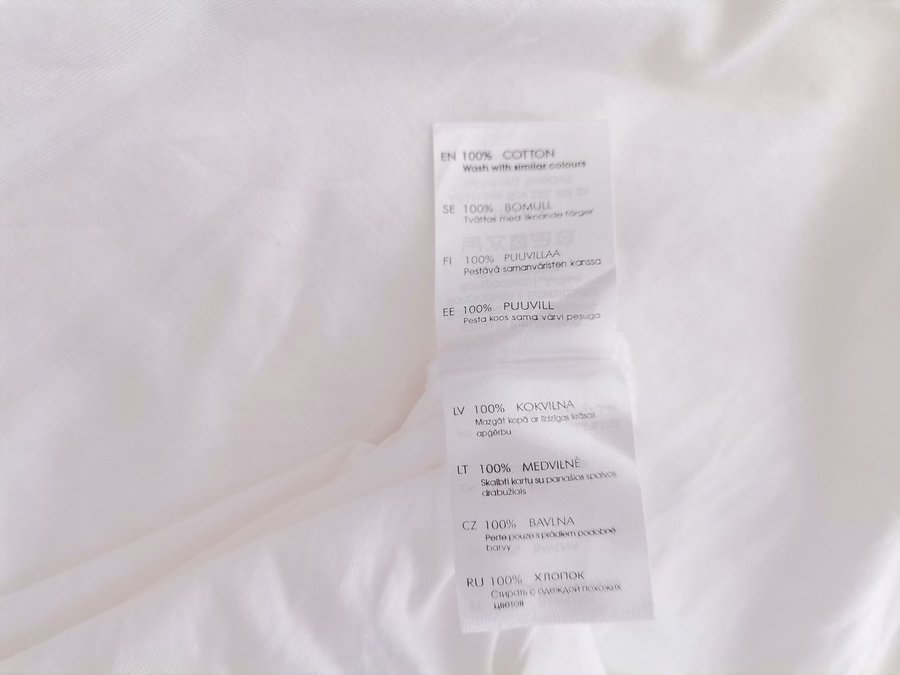 EN 100% COTTON
Wash with similar colours
SE 100% BOMULL
Tvättas med liknande färger
FI 100% PUUVILLAA
Pestävä samanväristen kanssa
EE 100% PUUVILL
Pesta koos sama värvi pesuga
LV 100% KOKVILNA
Mazgāt kopā ar līdzīgas krāsas
apģērbu
LT 100% MEDVILNĖ
Skalbti kartu su panašios spalvos
drabužiais
CZ 100% BAVLNA
Perte pouze s prádlem podobné
barvy
RU 100% ХЛОПОК
Стирать с одеждой похожих
цветов